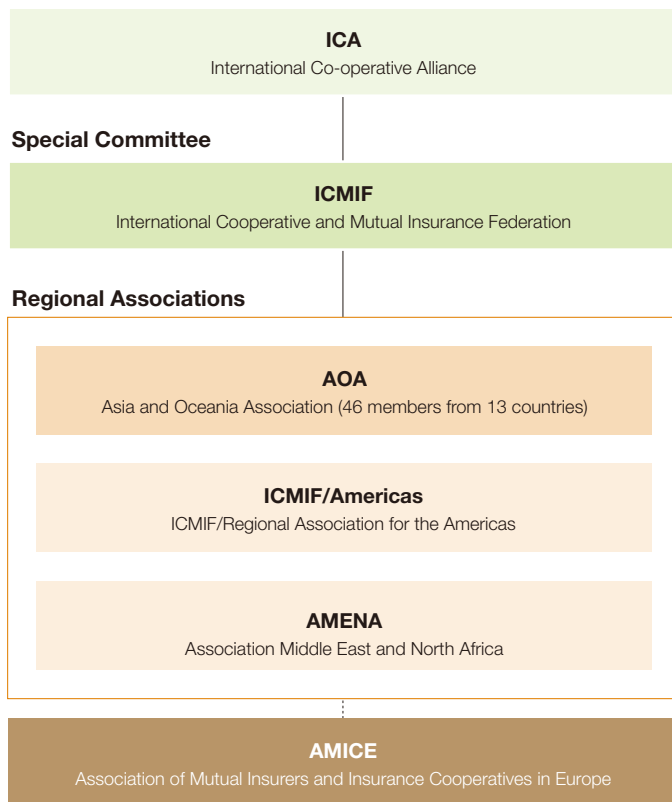 ICA
International Co-operative Alliance
Special Committee
ICMIF
International Cooperative and Mutual Insurance Federation
Regional Associations
AOA
Asia and Oceania Association (46 members from 13 countries)
ICMIF/Americas
ICMIF/Regional Association for the Americas
AMENA
Association Middle East and North Africa
AMICE
Association of Mutual Insurers and Insurance Cooperatives in Europe